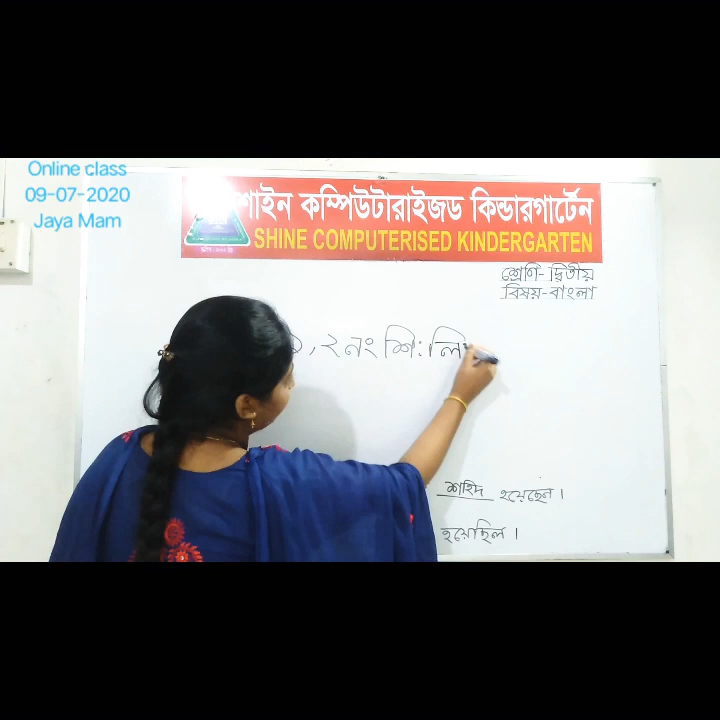 Online class
09-07-2020
Jaya Mam
শাইন কম্পিউটারাইজড কিন্ডারগার্টেন
SHINE COMPUTERISED KINDERGARTEN
শ্রেণি-দ্বিতীয়
বিষয়-বাংলা
, ২নং শি: লি
শহিদ হয়েছেন।
হয়েছিল।